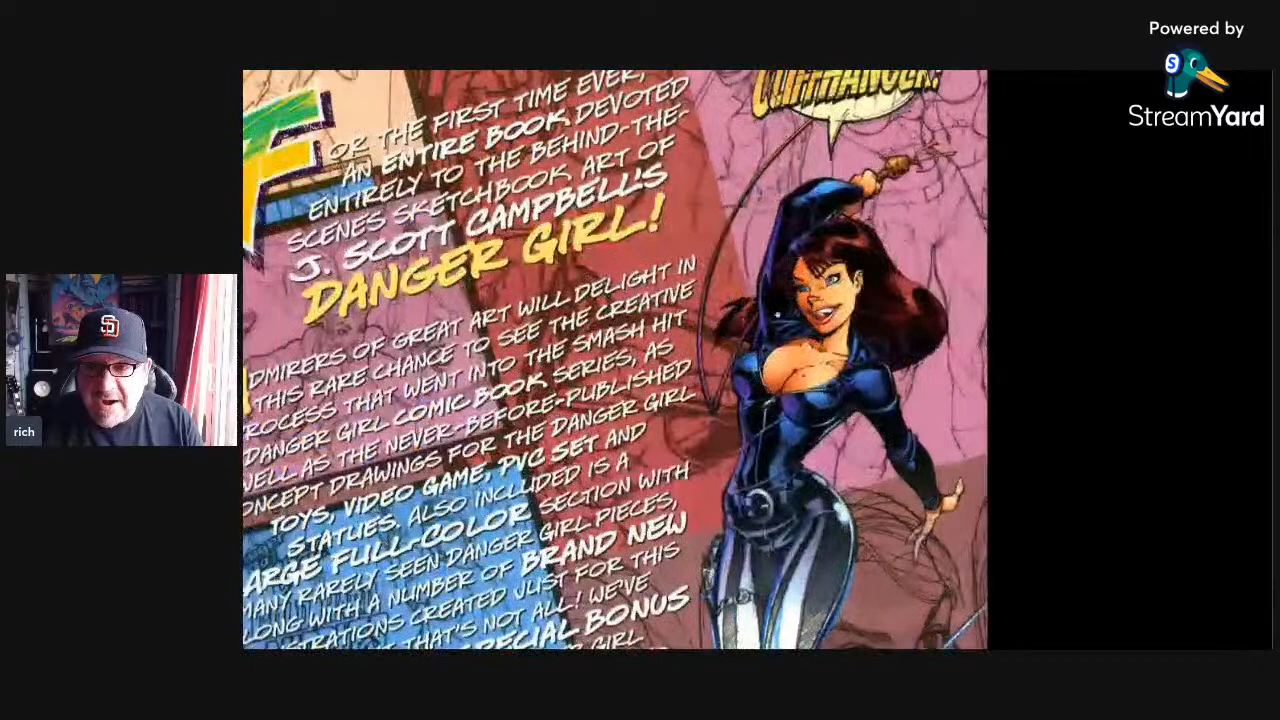 Powered by
StreamYard
CLIFFHANGER!
FOR THE FIRST TIME EVER,
AN ENTIRE BOOK DEVOTED
ENTIRELY TO THE BEHIND-THE-
SCENES SKETCHBOOK ART OF
J. SCOTT CAMPBELL'S
DANGER GIRL!
DMIRERS OF GREAT ART WILL DELIGHT IN
THIS RARE CHANCE TO SEE THE CREATIVE
ROCESS THAT WENT INTO THE SMASH HIT
DANGER GIRL COMIC BOOK SERIES, AS
WELL AS THE NEVER-BEFORE-PUBLISHED
ONCEPT DRAWINGS FOR THE DANGER GIRL
TOYS, VIDEO GAME, PVC SET AND
STATUES. ALSO INCLUDED IS A
ARGE FULL-COLOR SECTION WITH
MANY RARELY SEEN DANGER GIRL PIECES,
LONG WITH A NUMBER OF BRAND NEW
STRATIONS CREATED JUST FOR THIS
THAT'S NOT ALL! WE'VE
SPECIAL BONUS
GIRL
rich
SD